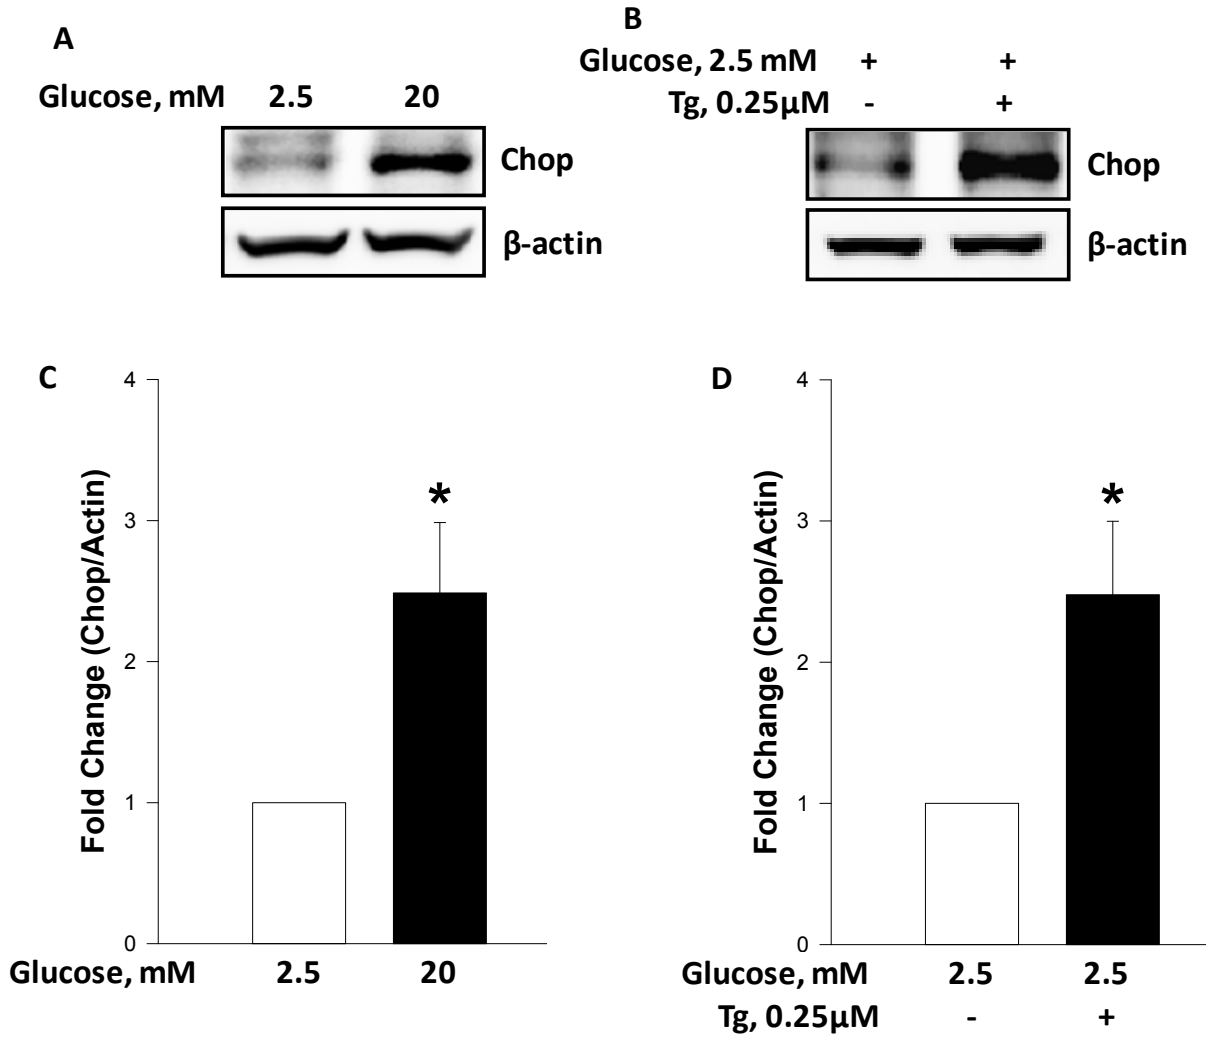 A
Glucose, mM 2.5 20
Chop
β-actin
B
Glucose, 2.5 mM + +
Tg, 0.25μM - +
Chop
β-actin
C
Fold Change (Chop/Actin)
4
3
2
1
0
*
Glucose, mM 2.5 20
D
Fold Change (Chop/Actin)
4
3
2
1
0
*
Glucose, mM 2.5 2.5
Tg, 0.25μM - +